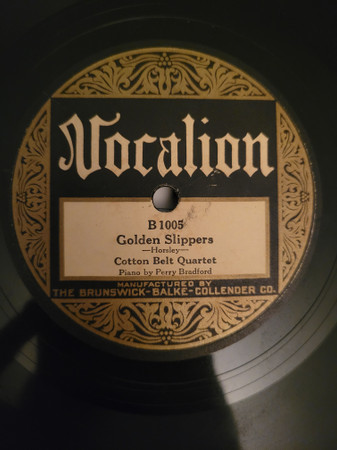 Vocalion
B 1005
Golden Slippers
—Horsley—
Cotton Belt Quartet
Piano by Perry Bradford
MANUFACTURED BY
THE BRUNSWICK-BALKE-COLLENDER CO.